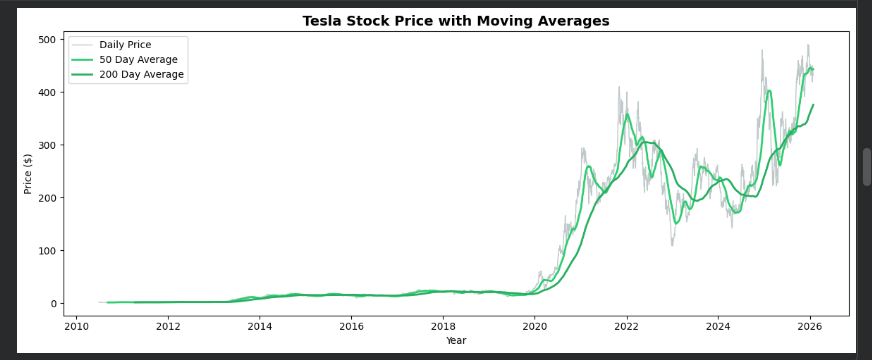 Tesla Stock Price with Moving Averages
Daily Price
50 Day Average
200 Day Average
500
400
300
200
100
0
Price ($)
2010 2012 2014 2016 2018 2020 2022 2024 2026
Year